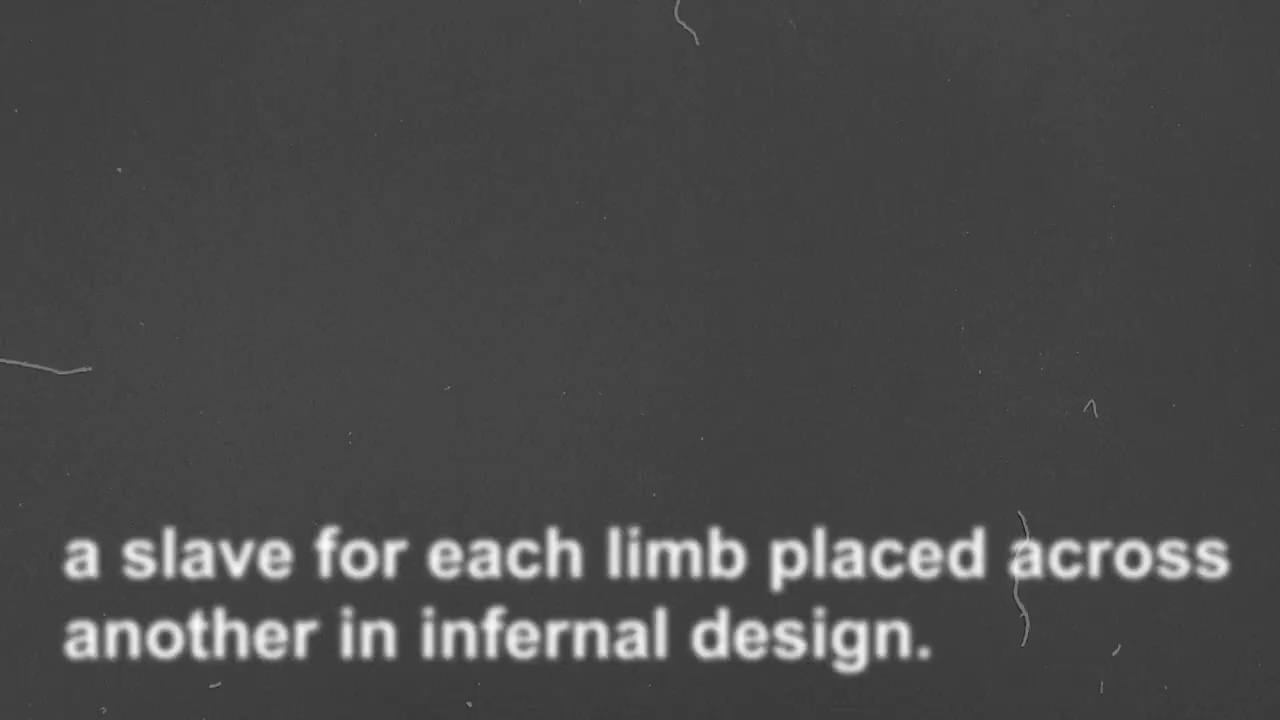 a slave for each limb placed across
another in infernal design.